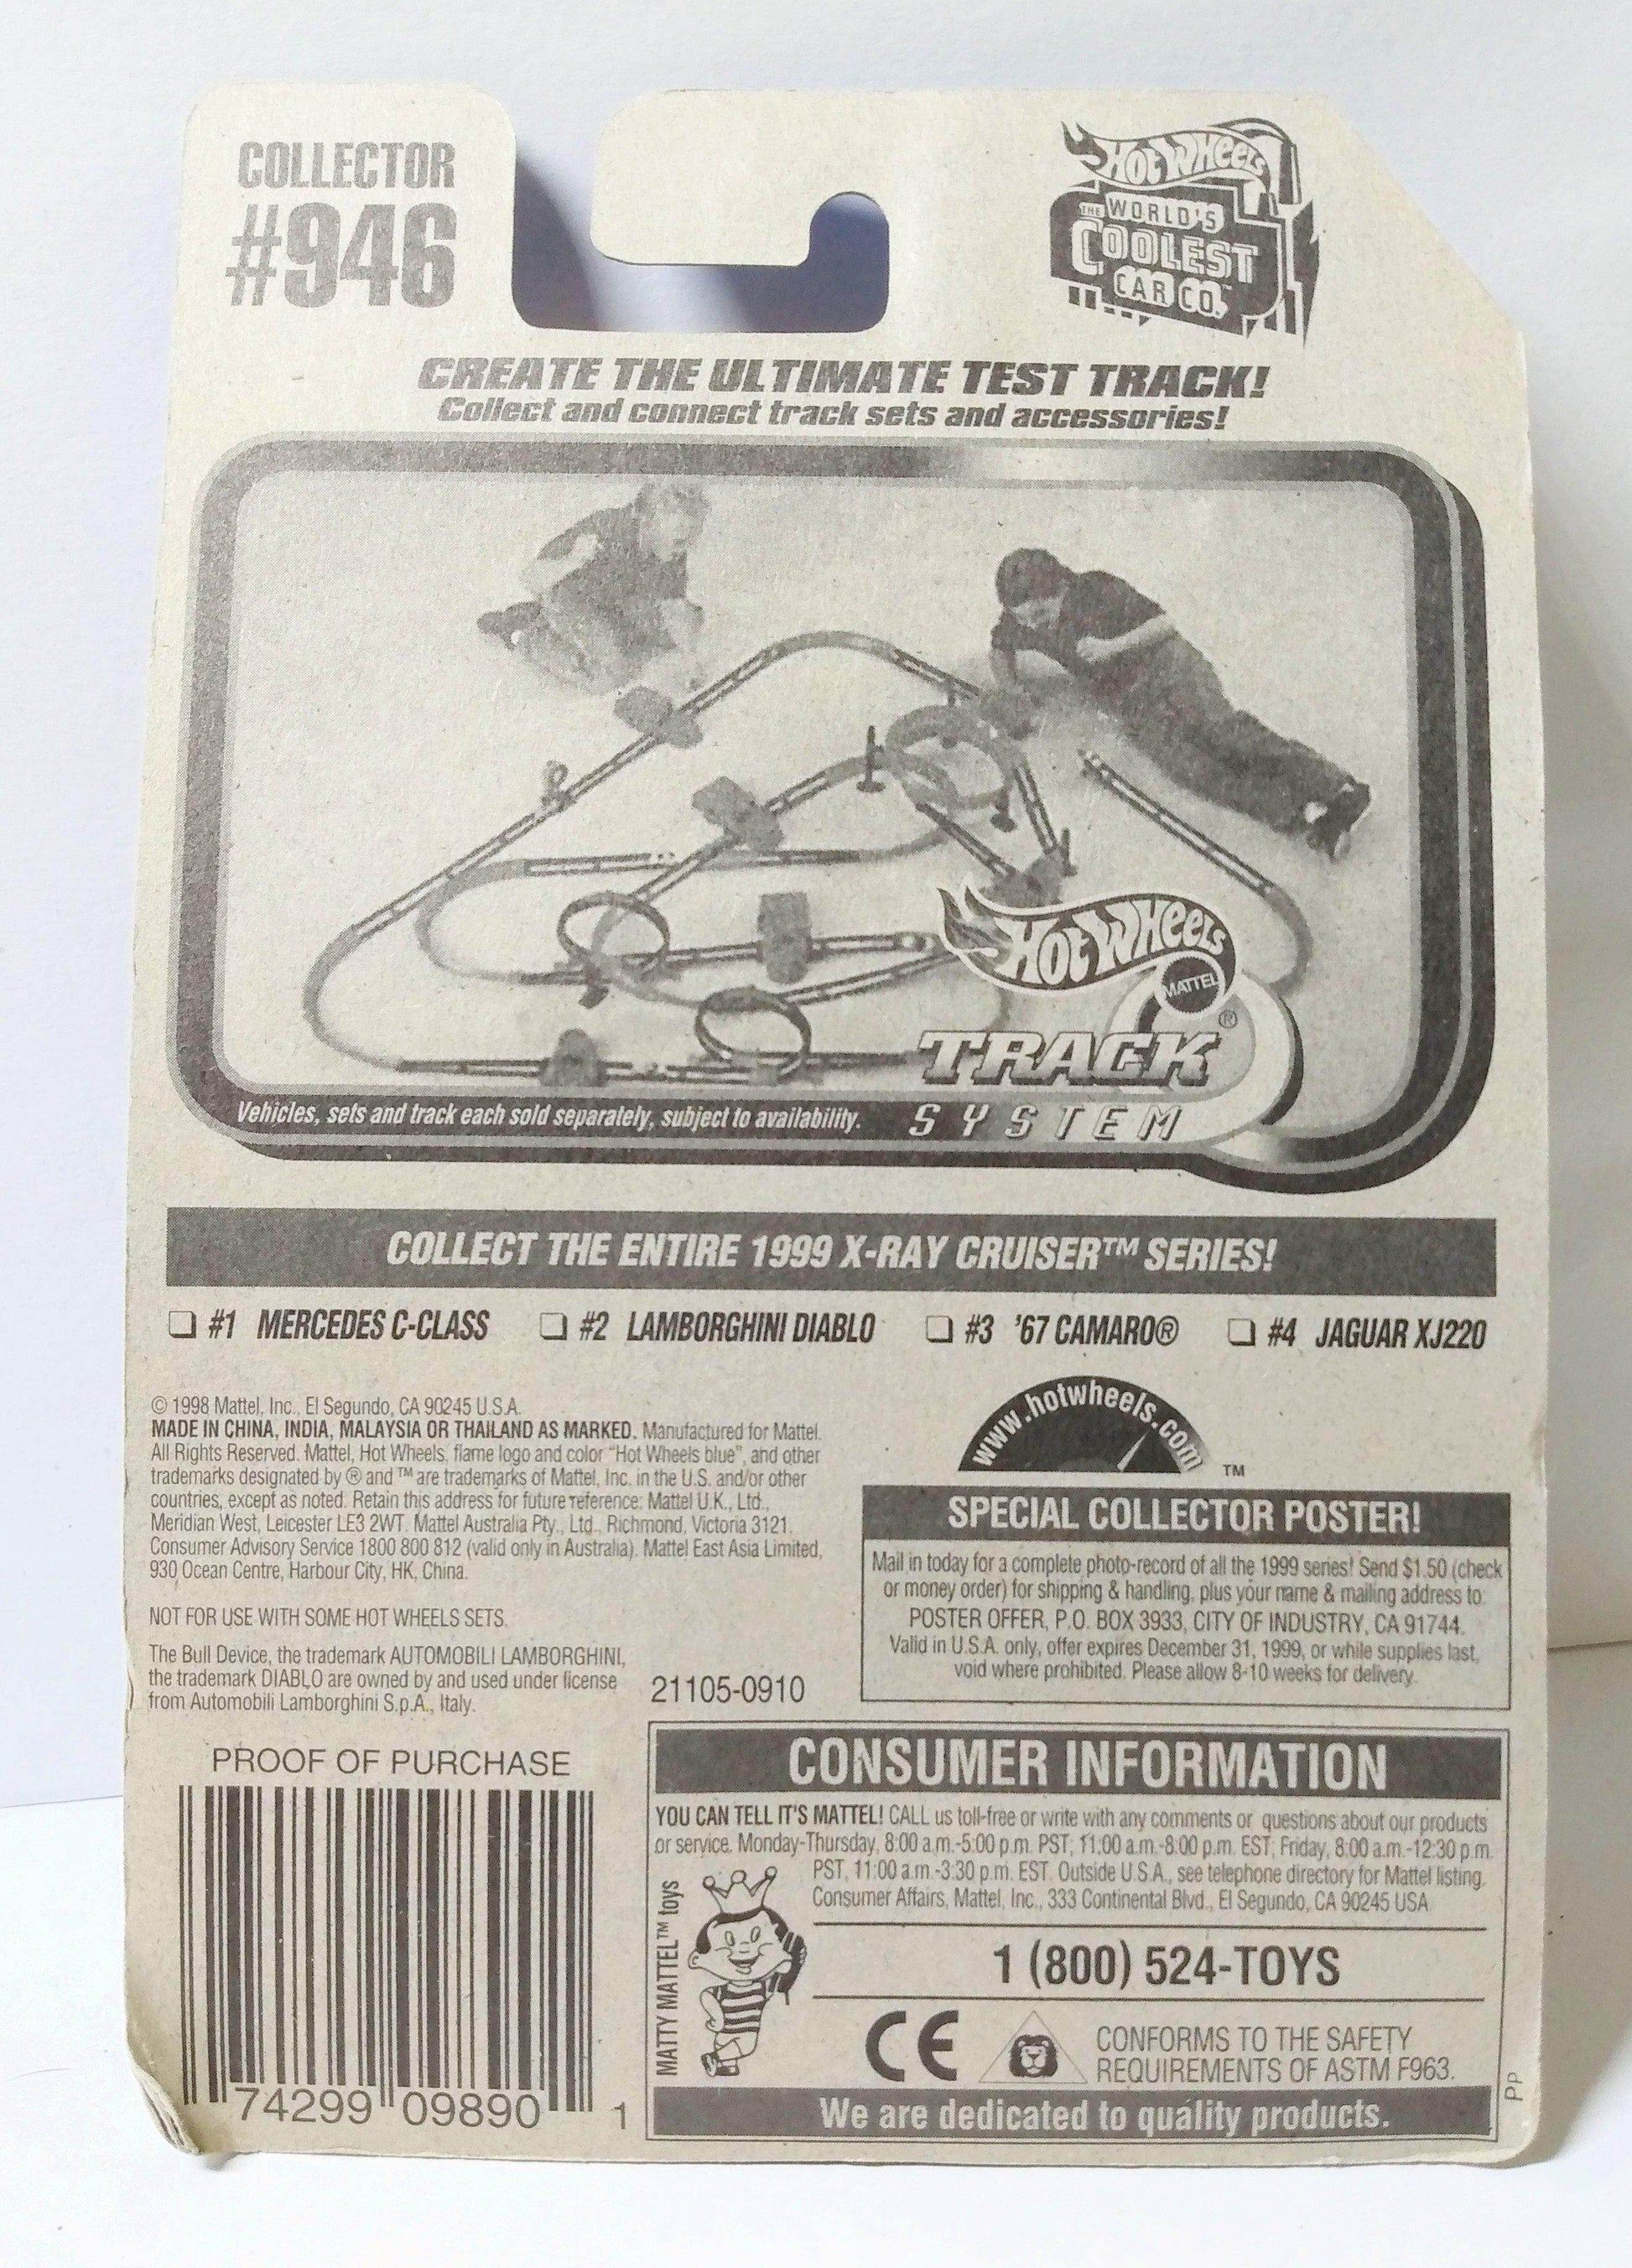 COLLECTOR
#946
HOT WHEELS
THE WORLD'S
COOLEST
CAR CO.™
CREATE THE ULTIMATE TEST TRACK!
Collect and connect track sets and accessories!
HOT WHEELS
MATTEL
TRACK®
SYSTEM
Vehicles, sets and track each sold separately, subject to availability.
COLLECT THE ENTIRE 1999 X-RAY CRUISER™ SERIES!
❑ #1 MERCEDES C-CLASS ❑ #2 LAMBORGHINI DIABLO ❑ #3 '67 CAMARO® ❑ #4 JAGUAR XJ220
© 1998 Mattel, Inc., El Segundo, CA 90245 U.S.A.
MADE IN CHINA, INDIA, MALAYSIA OR THAILAND AS MARKED. Manufactured for Mattel.
All Rights Reserved. Mattel, Hot Wheels, flame logo and color "Hot Wheels blue", and other
trademarks designated by ® and ™ are trademarks of Mattel, Inc. in the U.S. and/or other
countries, except as noted. Retain this address for future reference: Mattel U.K., Ltd.,
Meridian West, Leicester LE3 2WT. Mattel Australia Pty., Ltd., Richmond, Victoria 3121.
Consumer Advisory Service 1800 800 812 (valid only in Australia). Mattel East Asia Limited,
930 Ocean Centre, Harbour City, HK, China.
NOT FOR USE WITH SOME HOT WHEELS SETS.
The Bull Device, the trademark AUTOMOBILI LAMBORGHINI,
the trademark DIABLO are owned by and used under license
from Automobili Lamborghini S.p.A., Italy.
21105-0910
www.hotwheels.com
™
SPECIAL COLLECTOR POSTER!
Mail in today for a complete photo-record of all the 1999 series! Send $1.50 (check
or money order) for shipping & handling, plus your name & mailing address to:
POSTER OFFER, P.O. BOX 3933, CITY OF INDUSTRY, CA 91744.
Valid in U.S.A. only, offer expires December 31, 1999, or while supplies last,
void where prohibited. Please allow 8-10 weeks for delivery.
PROOF OF PURCHASE
74299 09890 1
CONSUMER INFORMATION
YOU CAN TELL IT'S MATTEL! CALL us toll-free or write with any comments or questions about our products
or service. Monday-Thursday, 8:00 a.m.-5:00 p.m. PST; 11:00 a.m.-8:00 p.m. EST; Friday, 8:00 a.m.-12:30 p.m.
PST, 11:00 a.m.-3:30 p.m. EST. Outside U.S.A., see telephone directory for Mattel listing.
Consumer Affairs, Mattel, Inc., 333 Continental Blvd., El Segundo, CA 90245 USA
MATTY MATTEL™ toys
1 (800) 524-TOYS
CE
CONFORMS TO THE SAFETY
REQUIREMENTS OF ASTM F963.
We are dedicated to quality products.
PP